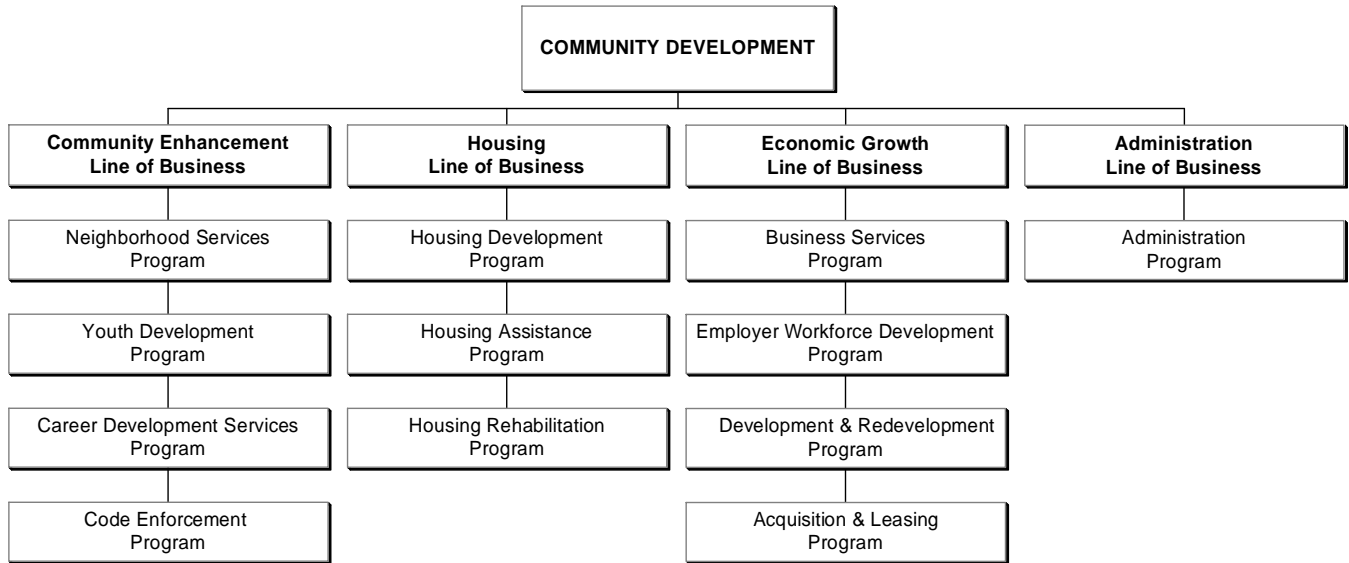 COMMUNITY DEVELOPMENT
Community Enhancement
Line of Business
Housing
Line of Business
Economic Growth
Line of Business
Administration
Line of Business
Neighborhood Services
Program
Housing Development
Program
Business Services
Program
Administration
Program
Youth Development
Program
Housing Assistance
Program
Employer Workforce Development
Program
Career Development Services
Program
Housing Rehabilitation
Program
Development & Redevelopment
Program
Code Enforcement
Program
Acquisition & Leasing
Program